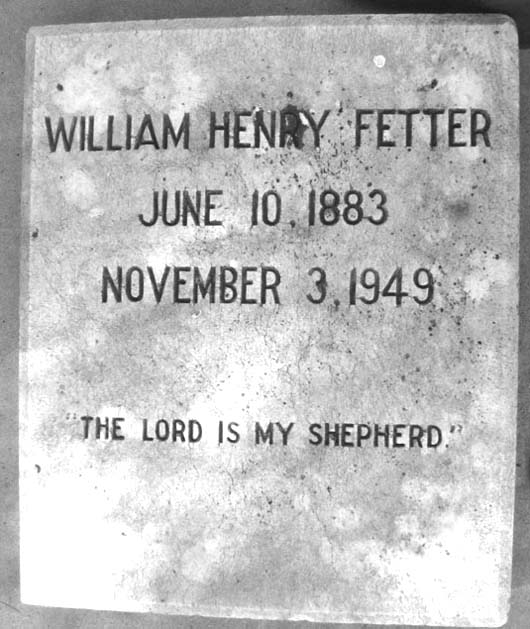 WILLIAM HENRY FETTER
JUNE 10, 1883
NOVEMBER 3, 1949
"THE LORD IS MY SHEPHERD."